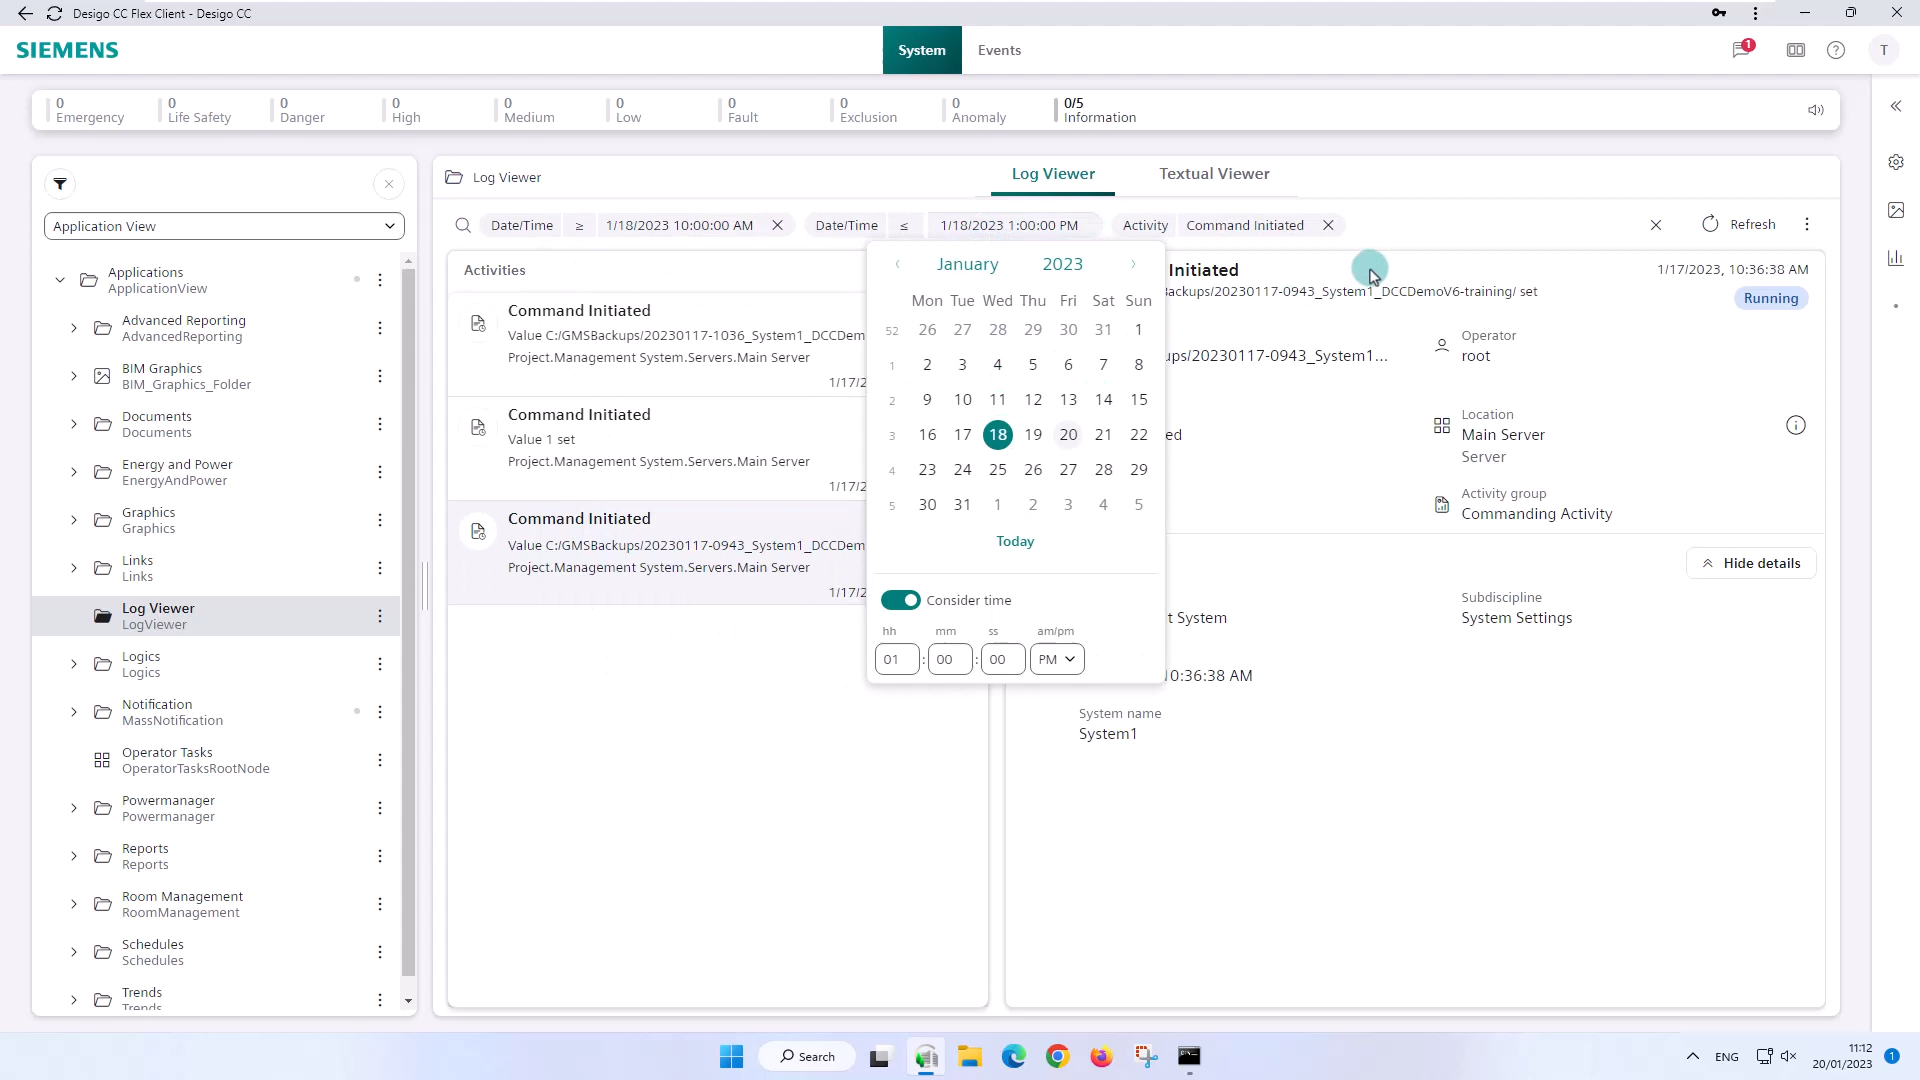 Desigo CC Flex Client - Desigo CC
SIEMENS
System
Events
1
T
0
Emergency
0
Life Safety
0
Danger
0
High
0
Medium
0
Low
0
Fault
0
Exclusion
0
Anomaly
0/5
Information
Application View
Applications
ApplicationView
Advanced Reporting
AdvancedReporting
BIM Graphics
BIM_Graphics_Folder
Documents
Documents
Energy and Power
EnergyAndPower
Graphics
Graphics
Links
Links
Log Viewer
LogViewer
Logics
Logics
Notification
MassNotification
Operator Tasks
OperatorTasksRootNode
Powermanager
Powermanager
Reports
Reports
Room Management
RoomManagement
Schedules
Schedules
Trends
Trends
Log Viewer
Log Viewer
Textual Viewer
Date/Time ≥ 1/18/2023 10:00:00 AM
Date/Time ≤ 1/18/2023 1:00:00 PM
Activity Command Initiated
Refresh
Activities
Command Initiated
Value C:/GMSBackups/20230117-1036_System1_DCCDem
Project.Management System.Servers.Main Server
1/17/2
Command Initiated
Value 1 set
Project.Management System.Servers.Main Server
1/17/2
Command Initiated
Value C:/GMSBackups/20230117-0943_System1_DCCDem
Project.Management System.Servers.Main Server
1/17/2
January 2023
Mon Tue Wed Thu Fri Sat Sun
52 26 27 28 29 30 31 1
1 2 3 4 5 6 7 8
2 9 10 11 12 13 14 15
3 16 17 18 19 20 21 22
4 23 24 25 26 27 28 29
5 30 31 1 2 3 4 5
Today
Consider time
hh mm ss am/pm
01 : 00 : 00 PM
Initiated
1/17/2023, 10:36:38 AM
Backups/20230117-0943_System1_DCCDemoV6-training/ set
Running
ups/20230117-0943_System1...
Operator
root
ed
Location
Main Server
Server
Activity group
Commanding Activity
Hide details
t System
Subdiscipline
System Settings
10:36:38 AM
System name
System1
Search
ENG
11:12
20/01/2023
1